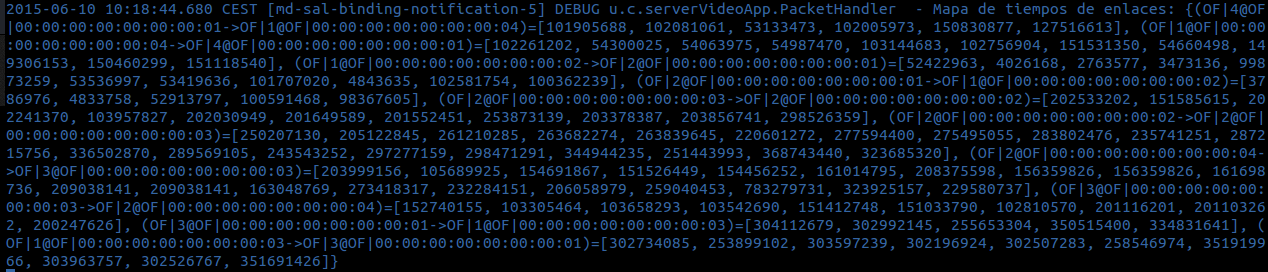 2015-06-10 10:18:44.680 CEST [md-sal-binding-notification-5] DEBUG u.c.serverVideoApp.PacketHandler  - Mapa de tiempos de enlaces: {(OF|4@OF
|00:00:00:00:00:00:00:01->OF|1@OF|00:00:00:00:00:00:00:04)=[101905688, 102081061, 53133473, 102005973, 150830877, 127516613], (OF|1@OF|00:00:
00:00:00:00:00:04->OF|4@OF|00:00:00:00:00:00:00:01)=[102261202, 54300025, 54063975, 54987470, 103144683, 102756904, 151531350, 54660498, 14
9306153, 150460299, 151118540], (OF|1@OF|00:00:00:00:00:00:00:02->OF|2@OF|00:00:00:00:00:00:00:01)=[52422963, 4026168, 2763577, 3473136, 998
73259, 53536997, 53419636, 101707020, 4843635, 102581754, 100362239], (OF|2@OF|00:00:00:00:00:00:00:01->OF|1@OF|00:00:00:00:00:00:00:02)=[37
86976, 4833758, 52913797, 100591468, 98367605], (OF|2@OF|00:00:00:00:00:00:00:03->OF|2@OF|00:00:00:00:00:00:00:02)=[202533202, 151585615, 20
2241370, 103957827, 202030949, 201649589, 201552451, 253873139, 203378387, 203856741, 298526359], (OF|2@OF|00:00:00:00:00:00:00:02->OF|2@OF|
00:00:00:00:00:00:00:03)=[250207130, 205122845, 261210285, 263682274, 263839645, 220601272, 277594400, 275495055, 283802476, 235741251, 2872
15756, 336502870, 289569105, 243543252, 297277159, 298471291, 344944235, 251443993, 368743440, 323685320], (OF|2@OF|00:00:00:00:00:00:00:04-
>OF|3@OF|00:00:00:00:00:00:00:03)=[203999156, 105689925, 154691867, 151526449, 154456252, 161014795, 208375598, 156359826, 156359826, 161698
736, 209038141, 209038141, 163048769, 273418317, 232284151, 206058979, 259040453, 783279731, 323925157, 229580737], (OF|3@OF|00:00:00:00:00:
00:00:03->OF|2@OF|00:00:00:00:00:00:00:04)=[152740155, 103305464, 103658293, 103542690, 151412748, 151033790, 102810570, 201116201, 20110326
2, 200247626], (OF|3@OF|00:00:00:00:00:00:00:01->OF|1@OF|00:00:00:00:00:00:00:03)=[304112679, 302992145, 255653304, 350515400, 334831641], (
OF|1@OF|00:00:00:00:00:00:00:03->OF|3@OF|00:00:00:00:00:00:00:01)=[302734085, 253899102, 303597239, 302196924, 302507283, 258546974, 3519199
66, 303963757, 302526767, 351691426]}